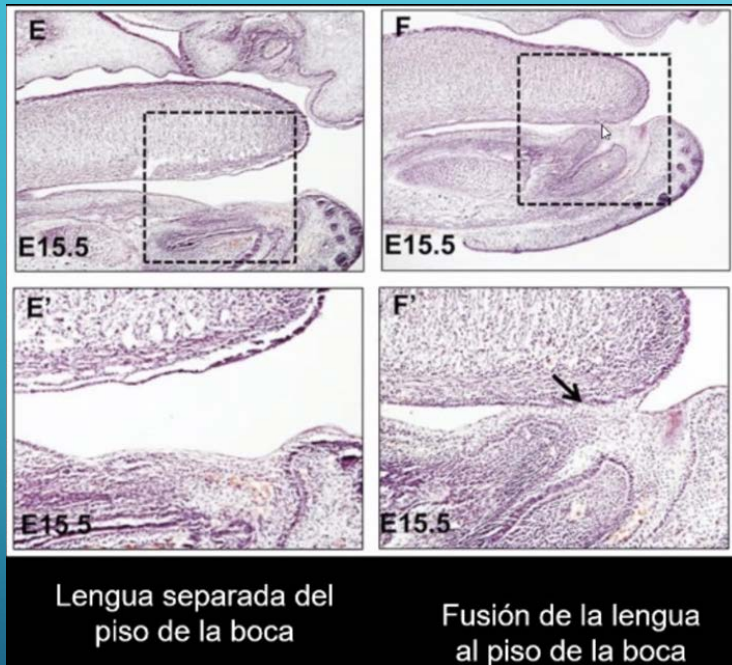 E
F
E15.5
E15.5
E'
F'
E15.5
E15.5
Lengua separada del
piso de la boca
Fusión de la lengua
al piso de la boca